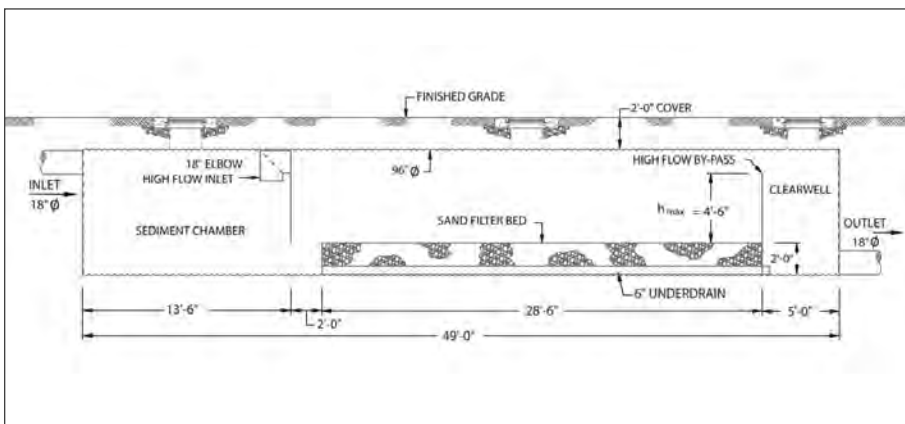 FINISHED GRADE
2'-0" COVER
18" ELBOW
HIGH FLOW INLET
96" Ø
HIGH FLOW BY-PASS
INLET
18" Ø
CLEARWELL
h max = 4'-6"
SEDIMENT CHAMBER
SAND FILTER BED
OUTLET
18" Ø
2'-0"
6" UNDERDRAIN
13'-6"
28'-6"
5'-0"
2'-0"
49'-0"